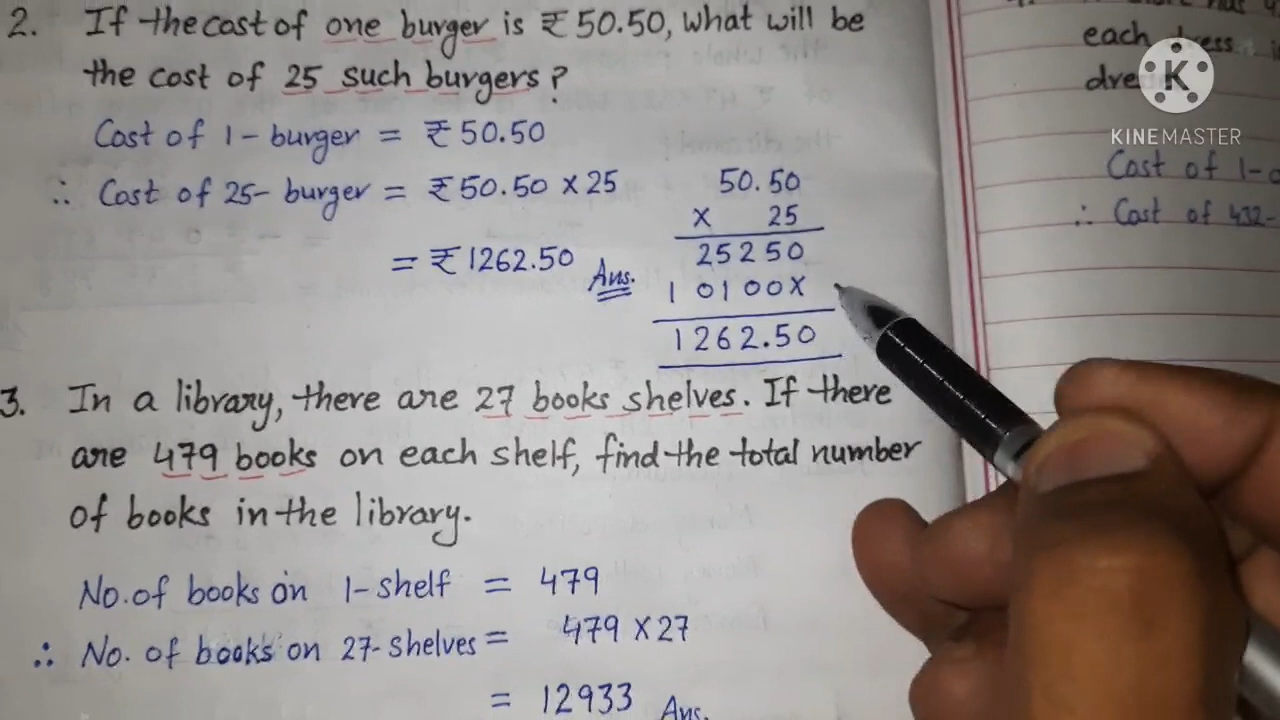 2. If the cost of one burger is ₹50.50, what will be
the cost of 25 such burgers?
Cost of 1-burger = ₹50.50
∴ Cost of 25-burger = ₹50.50 × 25
= ₹1262.50 Ans.
50.50
× 25
25250
10100×
1262.50
3. In a library, there are 27 books shelves. If there
are 479 books on each shelf, find the total number
of books in the library.
No. of books on 1-shelf = 479
∴ No. of books on 27-shelves = 479 × 27
= 12933 Ans.
each dress
Cost of 1-
∴ Cost of 432-
K
KINEMASTER